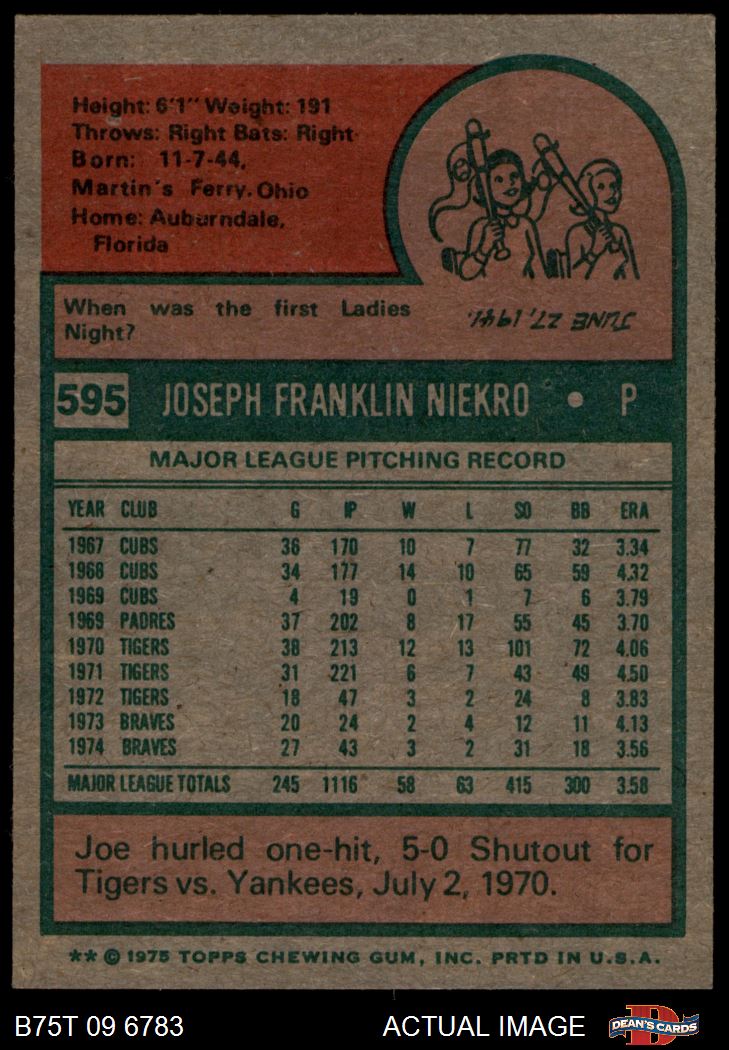 Height: 6'1" Weight: 191
Throws: Right Bats: Right
Born: 11-7-44,
Martin's Ferry, Ohio
Home: Auburndale,
Florida
When was the first Ladies
Night?
JUNE 27, 1941.
595 JOSEPH FRANKLIN NIEKRO • P
MAJOR LEAGUE PITCHING RECORD
YEAR CLUB G IP W L SO BB ERA
1967 CUBS 36 170 10 7 77 32 3.34
1968 CUBS 34 177 14 10 65 59 4.32
1969 CUBS 4 19 0 1 7 6 3.79
1969 PADRES 37 202 8 17 55 45 3.70
1970 TIGERS 38 213 12 13 101 72 4.06
1971 TIGERS 31 221 6 7 43 49 4.50
1972 TIGERS 18 47 3 2 24 8 3.83
1973 BRAVES 20 24 2 4 12 11 4.13
1974 BRAVES 27 43 3 2 31 18 3.56
MAJOR LEAGUE TOTALS 245 1116 58 63 415 300 3.58
Joe hurled one-hit, 5-0 Shutout for
Tigers vs. Yankees, July 2, 1970.
** © 1975 TOPPS CHEWING GUM, INC. PRTD IN U.S.A.
B75T 09 6783 ACTUAL IMAGE DEAN'S CARDS